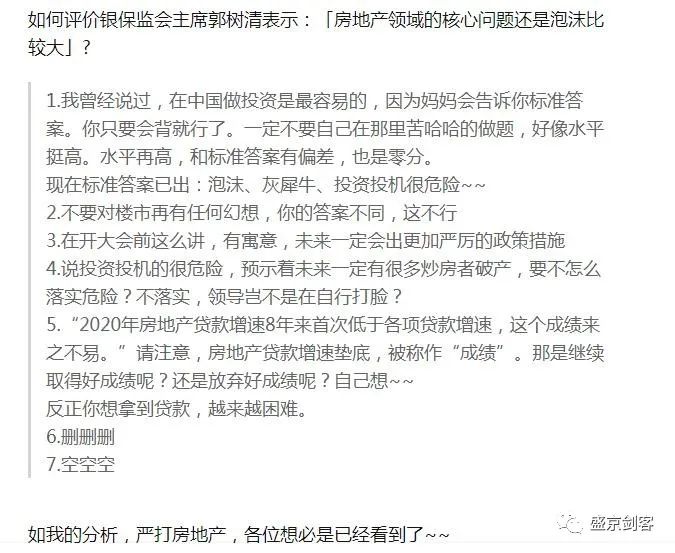 如何评价银保监会主席郭树清表示：「房地产领域的核心问题还是泡沫比
较大」？
1.我曾经说过，在中国做投资是最容易的，因为妈妈会告诉你标准答
案。你只要会背就行了。一定不要自己在那里苦哈哈的做题，好像水平
挺高。水平再高，和标准答案有偏差，也是零分。
现在标准答案已出：泡沫、灰犀牛、投资投机很危险~~
2.不要对楼市再有任何幻想，你的答案不同，这不行
3.在开大会前这么讲，有寓意，未来一定会出更加严厉的政策措施
4.说投资投机的很危险，预示着未来一定有很多炒房者破产，要不怎么
落实危险？不落实，领导岂不是在自行打脸？
5.“2020年房地产贷款增速8年来首次低于各项贷款增速，这个成绩来
之不易。”请注意，房地产贷款增速垫底，被称作“成绩”。那是继续
取得好成绩呢？还是放弃好成绩呢？自己想~~
反正你想拿到贷款，越来越困难。
6.删删删
7.空空空
盛京剑客
如我的分析，严打房地产，各位想必是已经看到了~~